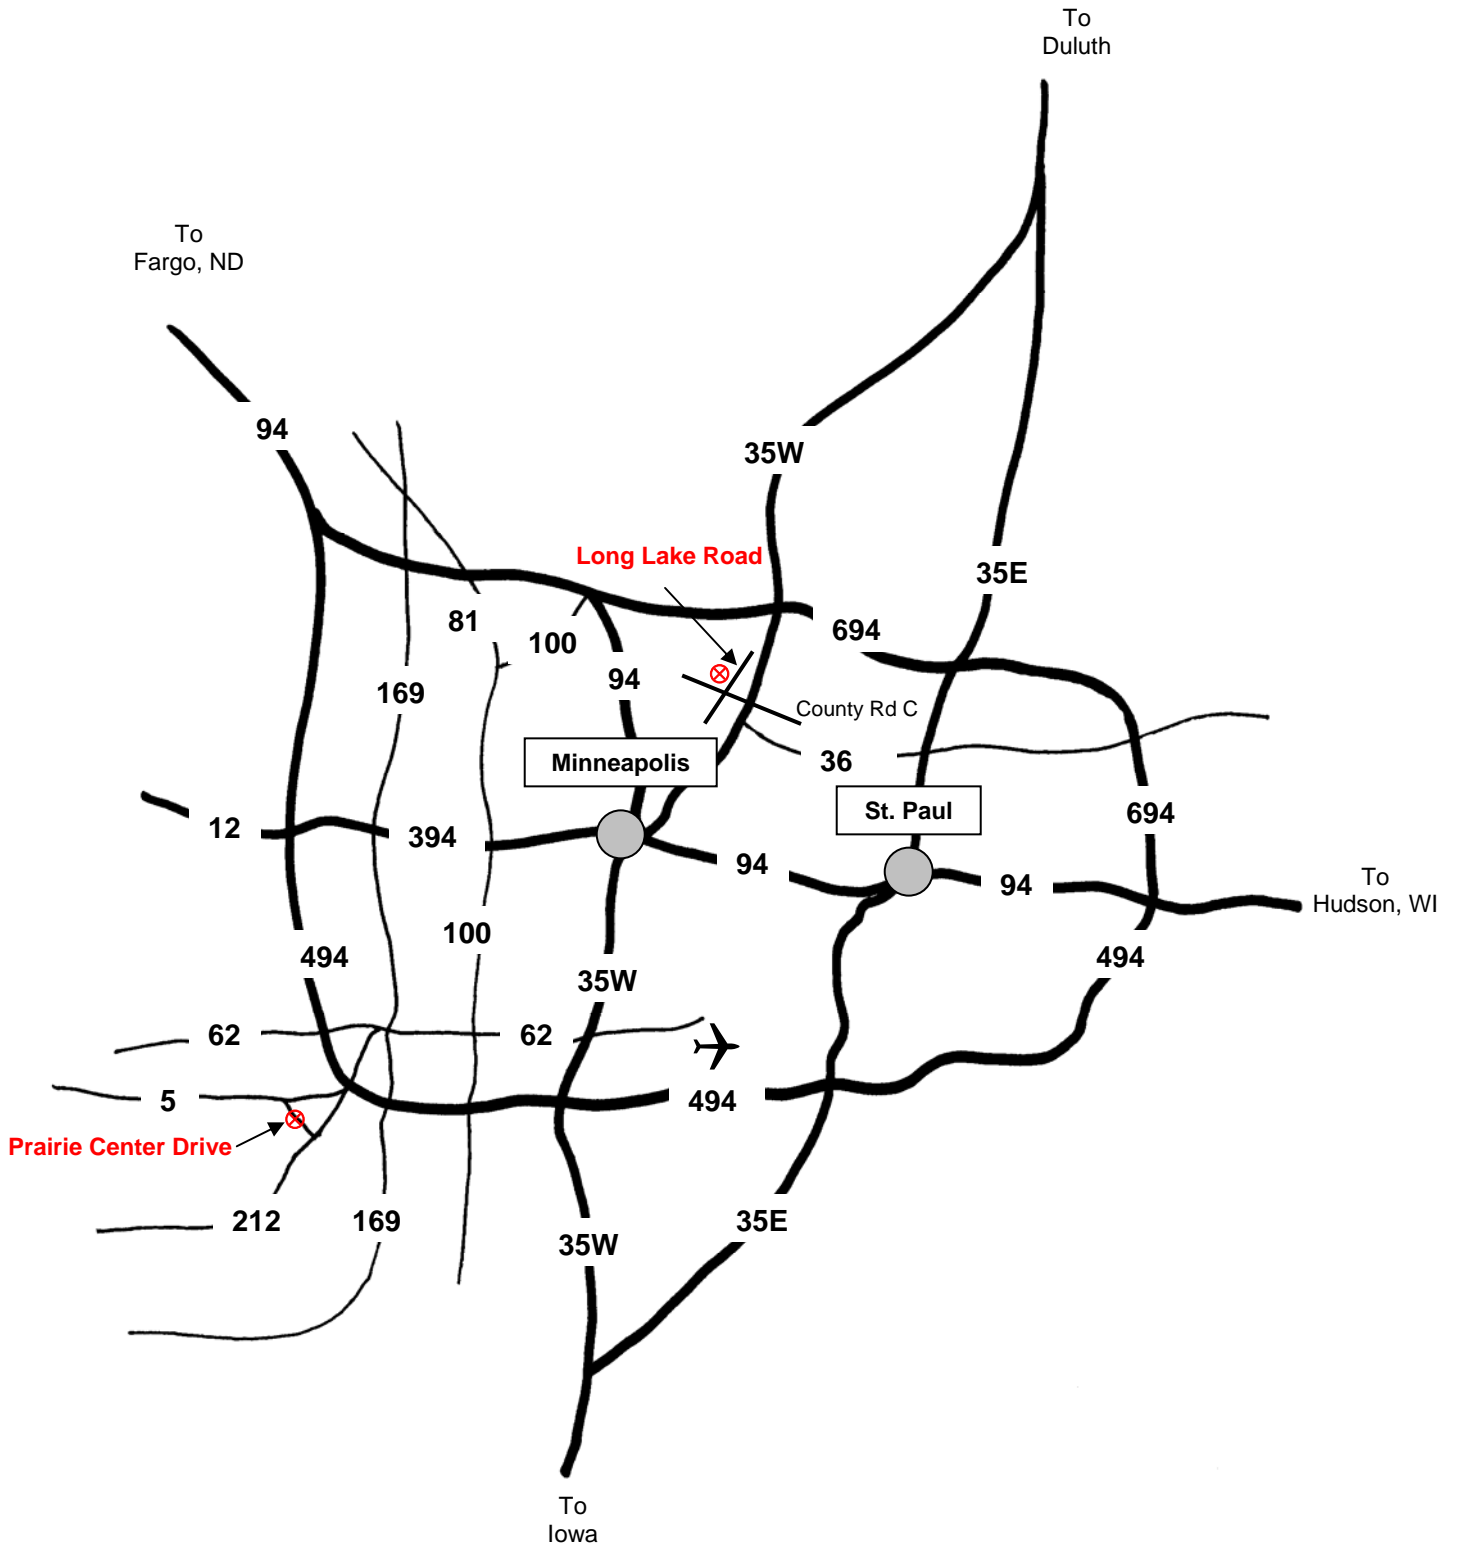 To
Duluth
To
Fargo, ND
94
35W
Long Lake Road
35E
81
100
694
169
94
County Rd C
Minneapolis
36
St. Paul
694
12
394
94
94
To
Hudson, WI
100
494
494
35W
62
62
5
494
Prairie Center Drive
212
169
35E
35W
To
Iowa